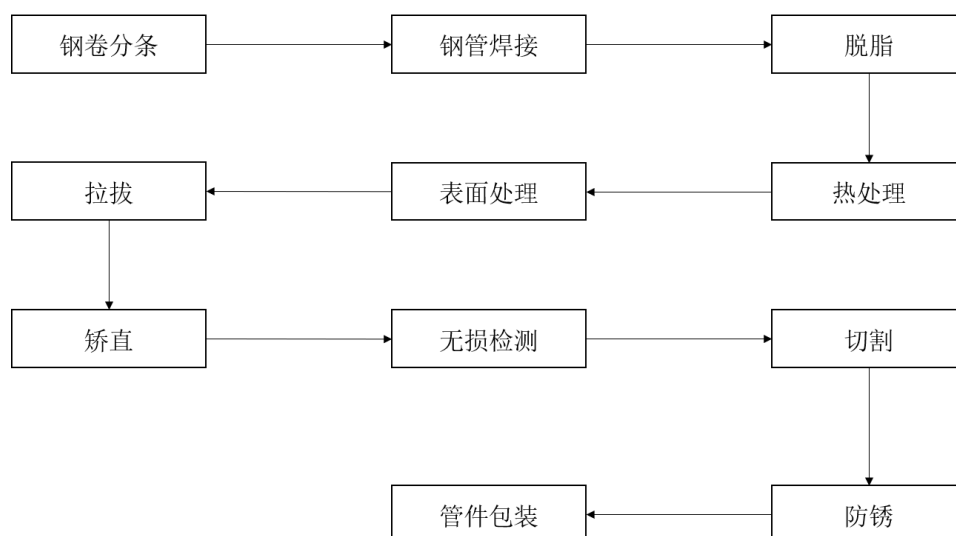 钢卷分条
钢管焊接
脱脂
热处理
表面处理
拉拔
矫直
无损检测
切割
防锈
管件包装